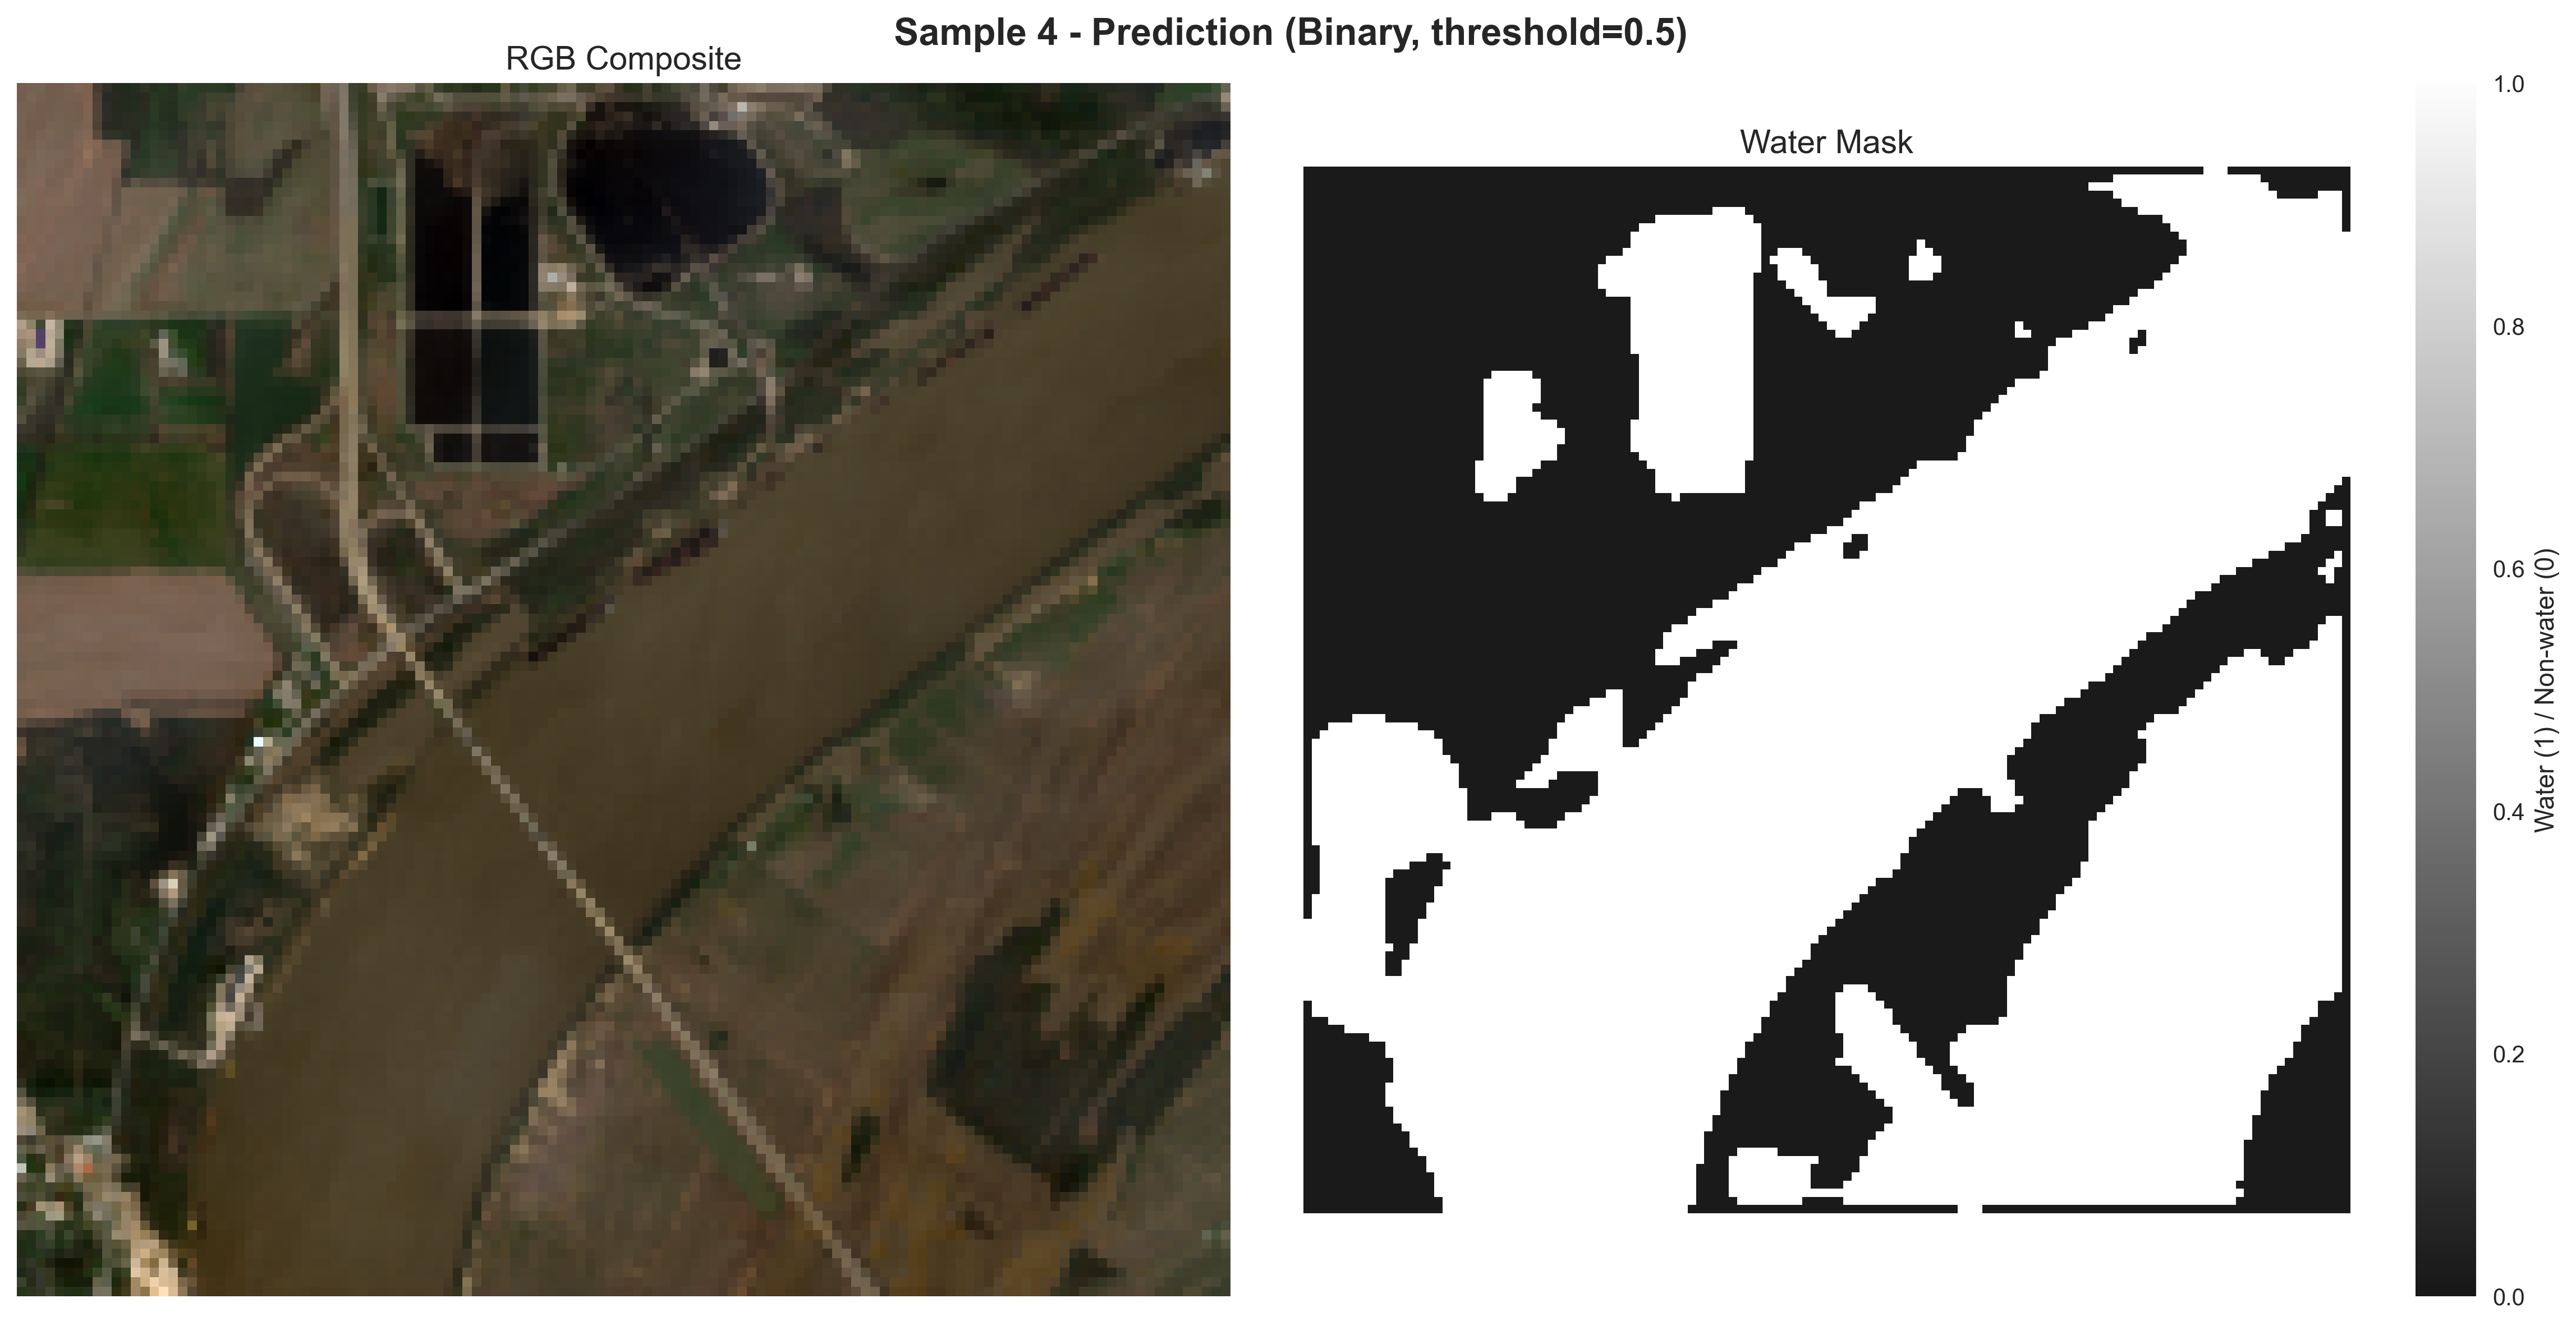 Sample 4 - Prediction (Binary, threshold=0.5)
RGB Composite
Water Mask
1.0
0.8
0.6
0.4
0.2
0.0
Water (1) / Non-water (0)